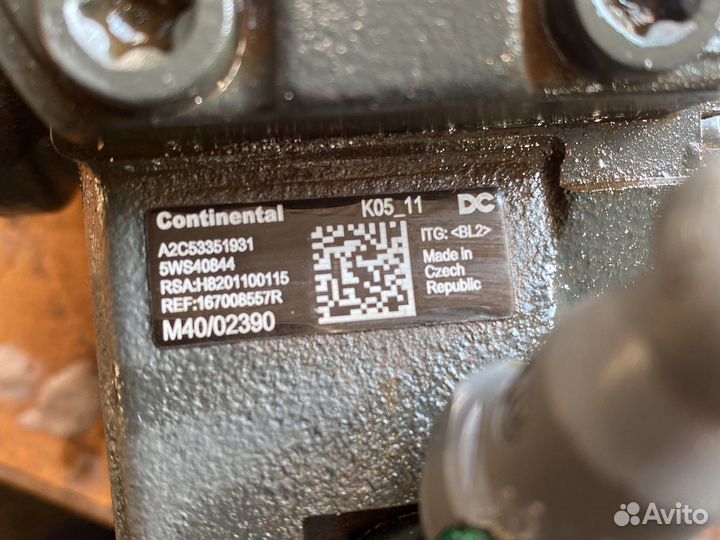 Continental K05_11 DC
A2C53351931
5WS40844
RSA:H8201100115
REF:167008557R
M40/02390
ITG: <BL2>
Made in
Czech
Republic
Avito